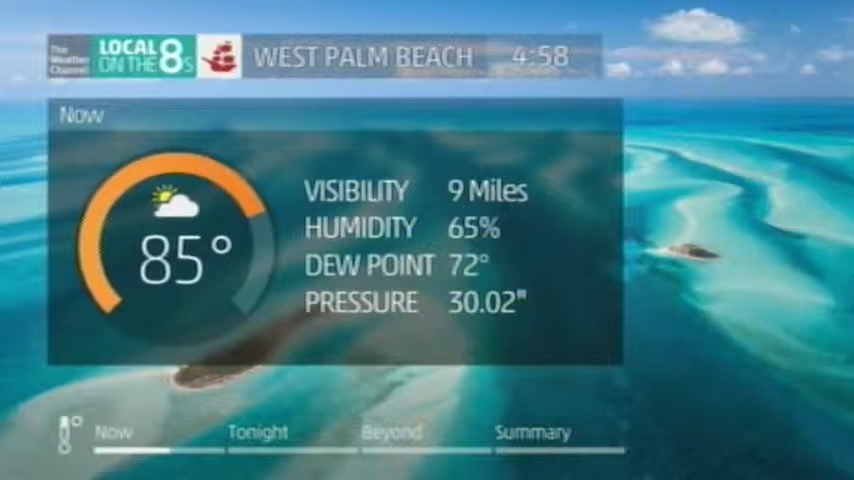 The Weather Channel
LOCAL ON THE 8s
WEST PALM BEACH 4:58
Now
85°
VISIBILITY 9 Miles
HUMIDITY 65%
DEW POINT 72°
PRESSURE 30.02"
Now Tonight Beyond Summary